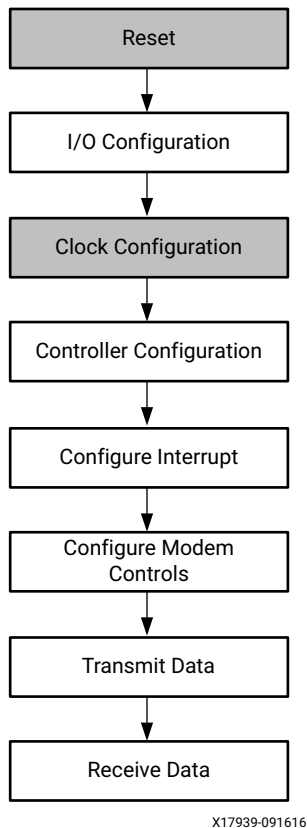 Reset
I/O Configuration
Clock Configuration
Controller Configuration
Configure Interrupt
Configure Modem
Controls
Transmit Data
Receive Data
X17939-091616